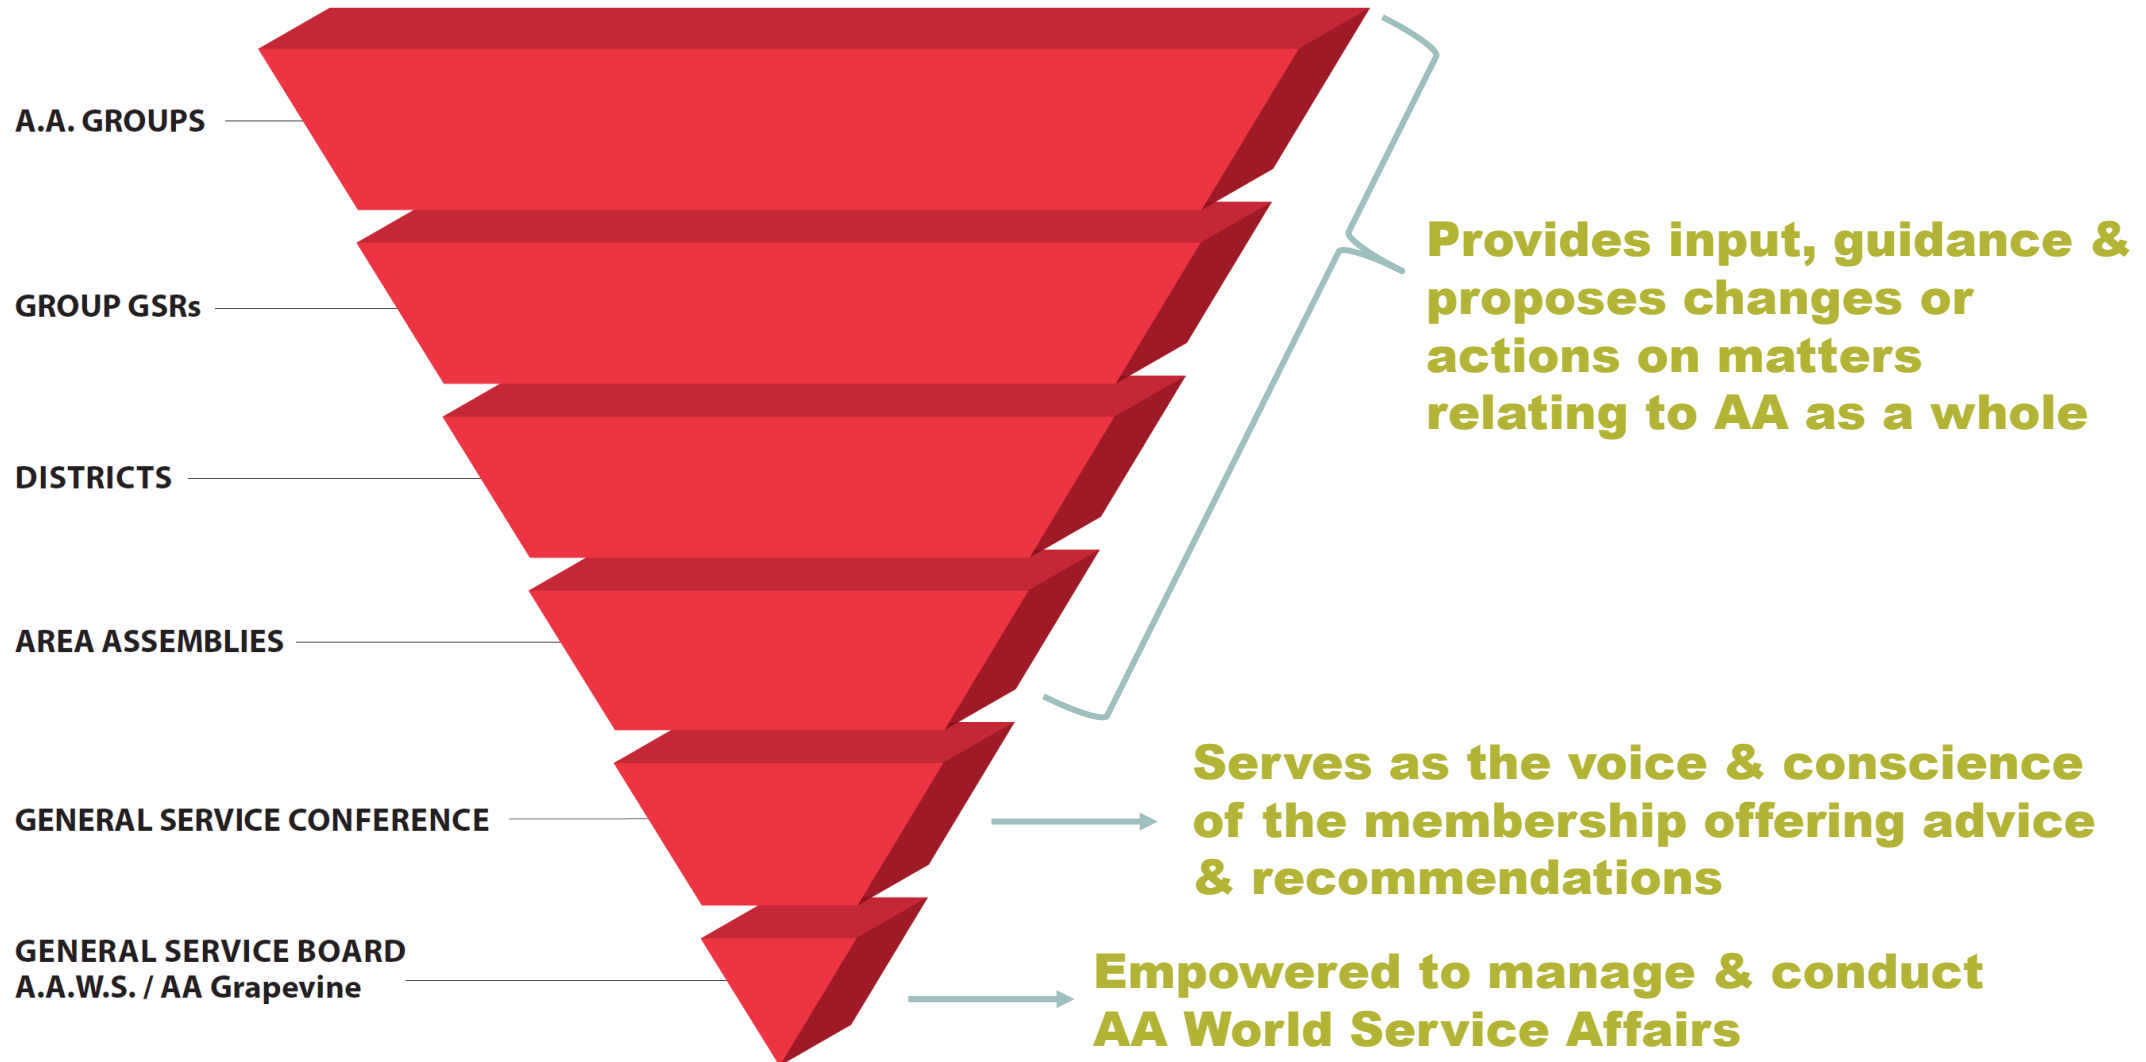 A.A. GROUPS
GROUP GSRs
DISTRICTS
AREA ASSEMBLIES
GENERAL SERVICE CONFERENCE
GENERAL SERVICE BOARD
A.A.W.S. / AA Grapevine
Provides input, guidance &
proposes changes or
actions on matters
relating to AA as a whole
Serves as the voice & conscience
of the membership offering advice
& recommendations
Empowered to manage & conduct
AA World Service Affairs